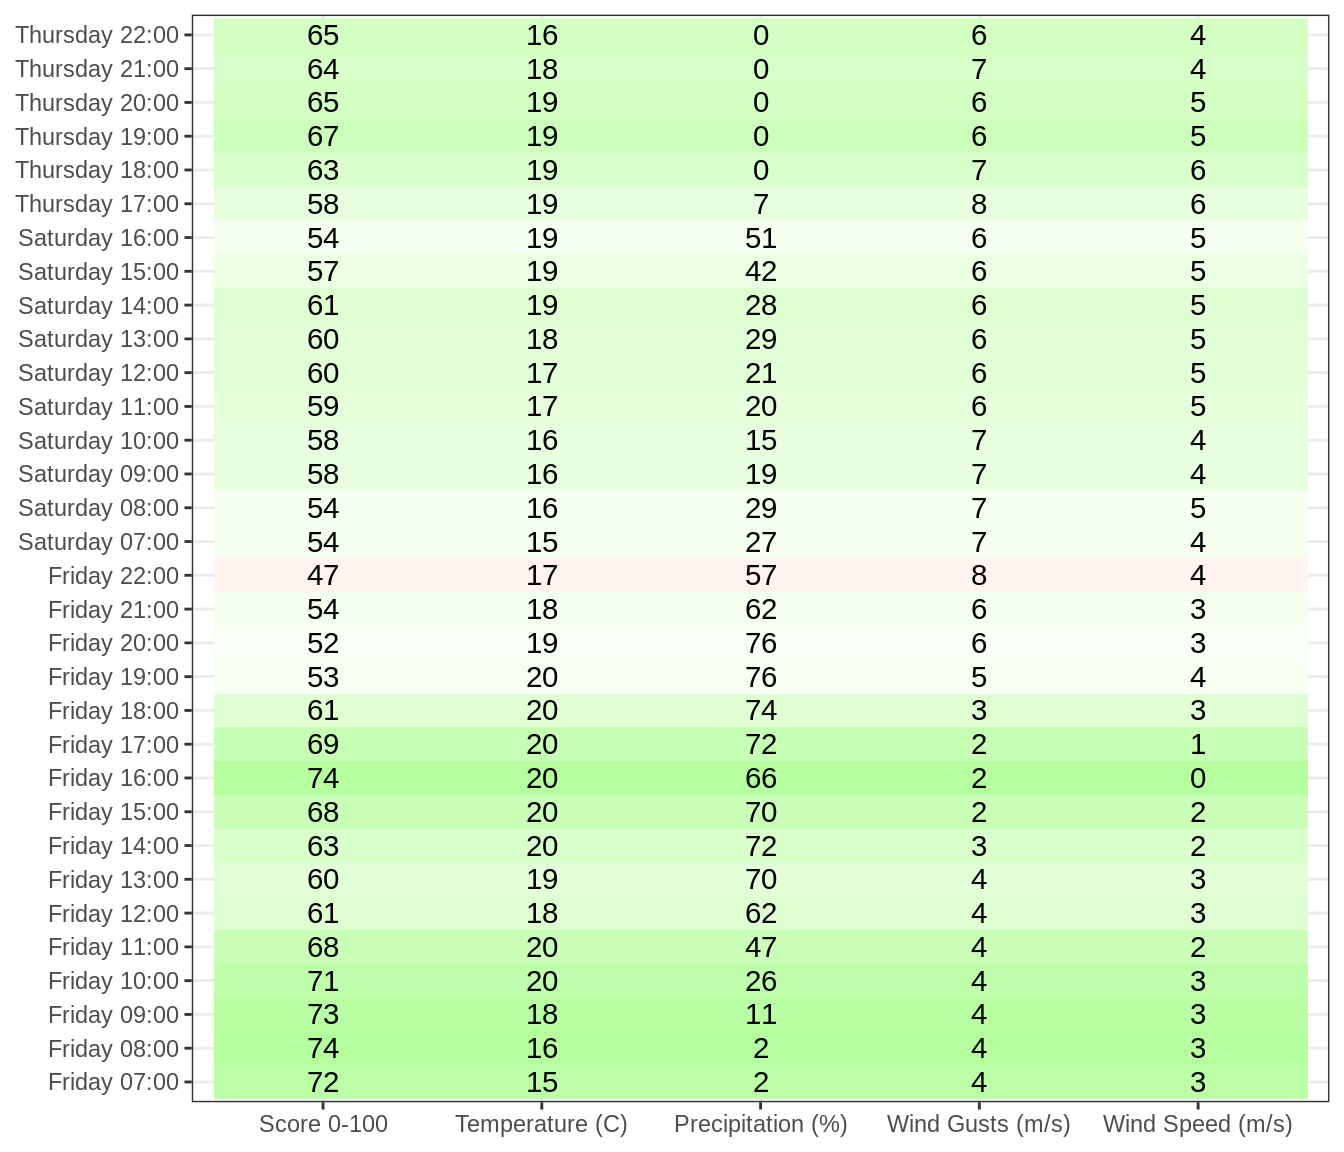 Thursday 22:00 65 16 0 6 4
Thursday 21:00 64 18 0 7 4
Thursday 20:00 65 19 0 6 5
Thursday 19:00 67 19 0 6 5
Thursday 18:00 63 19 0 7 6
Thursday 17:00 58 19 7 8 6
Saturday 16:00 54 19 51 6 5
Saturday 15:00 57 19 42 6 5
Saturday 14:00 61 19 28 6 5
Saturday 13:00 60 18 29 6 5
Saturday 12:00 60 17 21 6 5
Saturday 11:00 59 17 20 6 5
Saturday 10:00 58 16 15 7 4
Saturday 09:00 58 16 19 7 4
Saturday 08:00 54 16 29 7 5
Saturday 07:00 54 15 27 7 4
Friday 22:00 47 17 57 8 4
Friday 21:00 54 18 62 6 3
Friday 20:00 52 19 76 6 3
Friday 19:00 53 20 76 5 4
Friday 18:00 61 20 74 3 3
Friday 17:00 69 20 72 2 1
Friday 16:00 74 20 66 2 0
Friday 15:00 68 20 70 2 2
Friday 14:00 63 20 72 3 2
Friday 13:00 60 19 70 4 3
Friday 12:00 61 18 62 4 3
Friday 11:00 68 20 47 4 2
Friday 10:00 71 20 26 4 3
Friday 09:00 73 18 11 4 3
Friday 08:00 74 16 2 4 3
Friday 07:00 72 15 2 4 3
Score 0-100 Temperature (C) Precipitation (%) Wind Gusts (m/s) Wind Speed (m/s)